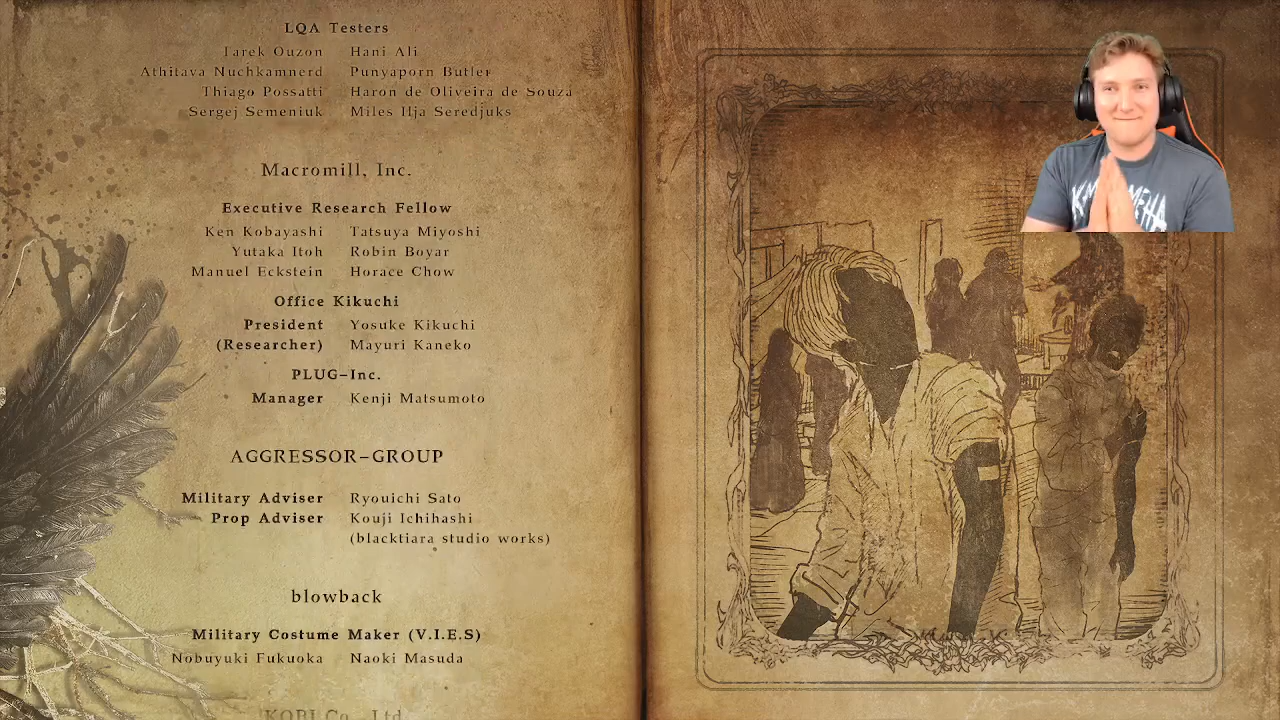 LQA Testers
Tarek Ouzon Hani Ali
Athitava Nuchkamnerd Punyaporn Butler
Thiago Possatti Haron de Oliveira de Souza
Sergej Semeniuk Miles Ilja Seredjuks
Macromill, Inc.
Executive Research Fellow
Ken Kobayashi Tatsuya Miyoshi
Yutaka Itoh Robin Boyar
Manuel Eckstein Horace Chow
Office Kikuchi
President Yosuke Kikuchi
(Researcher) Mayuri Kaneko
PLUG-Inc.
Manager Kenji Matsumoto
AGGRESSOR-GROUP
Military Adviser Ryouichi Sato
Prop Adviser Kouji Ichihashi
(blacktiara studio works)
blowback
Military Costume Maker (V.I.E.S)
Nobuyuki Fukuoka Naoki Masuda
Co., Ltd.